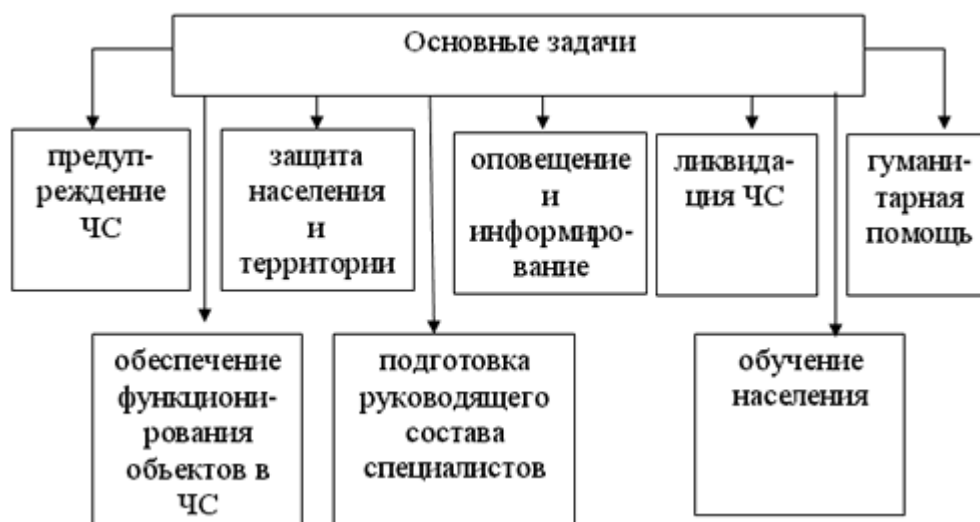 Основные задачи
предуп-
реждение
ЧС
защита
населения
и
территории
оповещение
и
информиро-
вание
ликвида-
ция ЧС
гумани-
тарная
помощь
обеспечение
функциони-
рования
объектов в
ЧС
подготовка
руководящего
состава
специалистов
обучение
населения